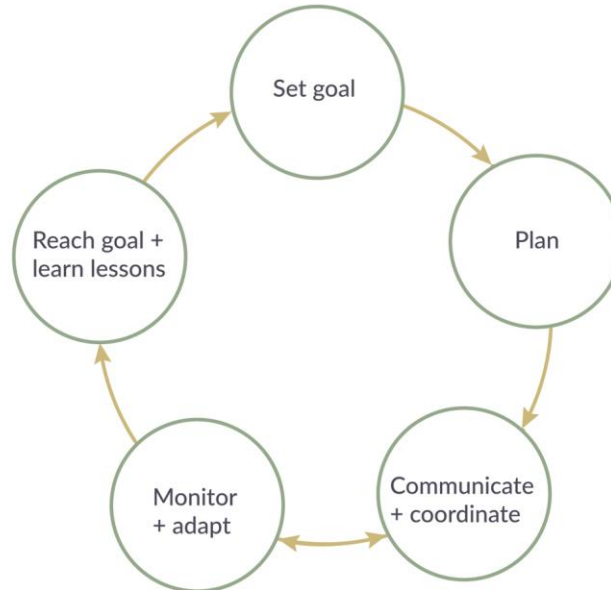 Set goal
Plan
Communicate
+ coordinate
Monitor
+ adapt
Reach goal +
learn lessons